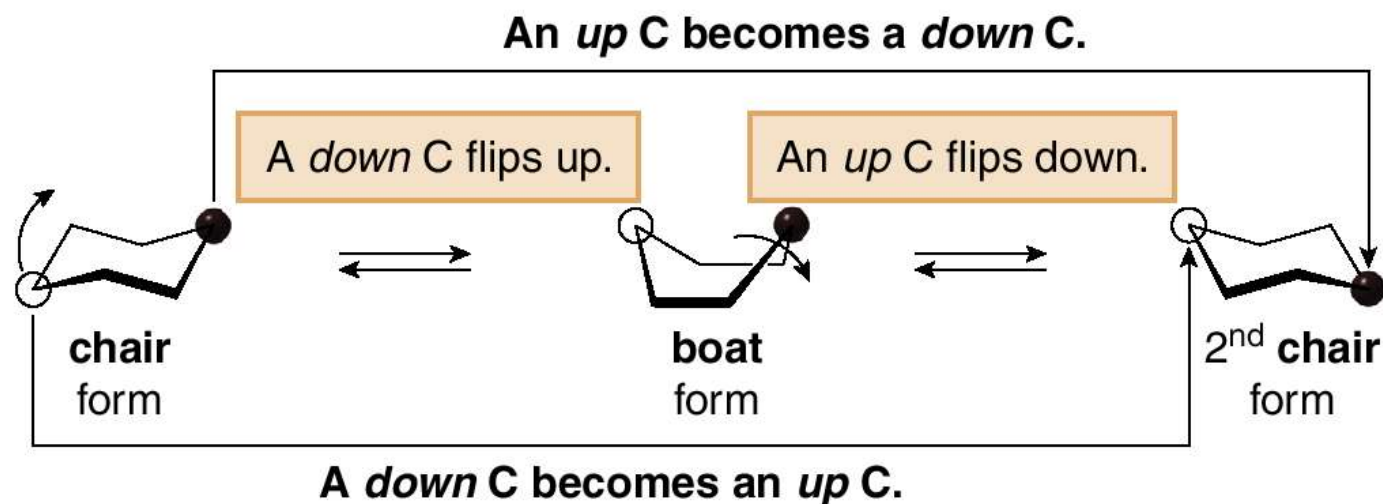 An up C becomes a down C.
A down C flips up.
An up C flips down.
chair
form
boat
form
2nd chair
form
A down C becomes an up C.